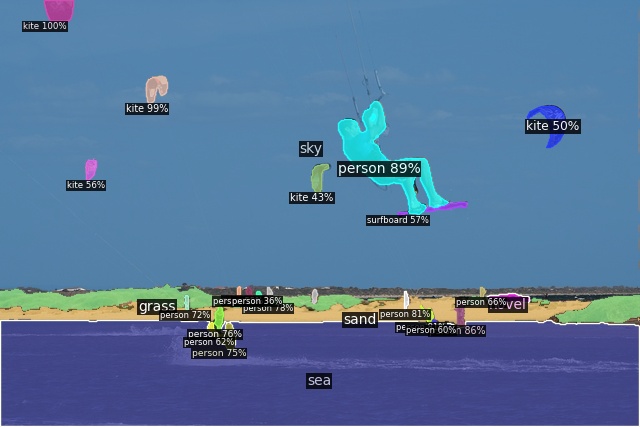 kite 100%
kite 99%
kite 50%
sky
person 89%
kite 56%
kite 43%
surfboard 57%
person 36%
person 66%
grass
person 78%
person 72%
person 81%
sand
person 76%
person 60%
86%
person 62%
person 75%
sea